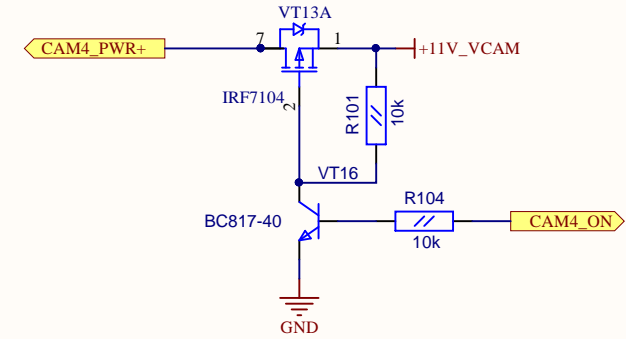 VT13A
CAM4_PWR+
7
1
+11V_VCAM
IRF7104
2
R101
10k
VT16
R104
BC817-40
CAM4_ON
10k
GND